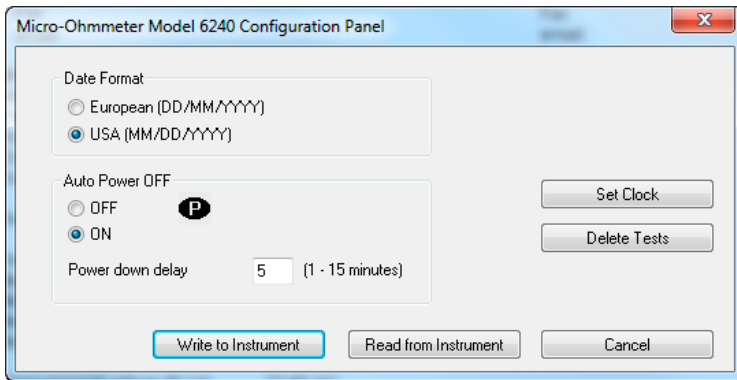 Micro-Ohmmeter Model 6240 Configuration Panel
Date Format
European (DD/MM/YYYY)
USA (MM/DD/YYYY)
Auto Power OFF
OFF
P
ON
Power down delay 5 (1 - 15 minutes)
Set Clock
Delete Tests
Write to Instrument Read from Instrument Cancel